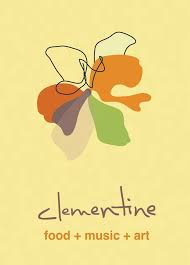 clementine
food + music + art